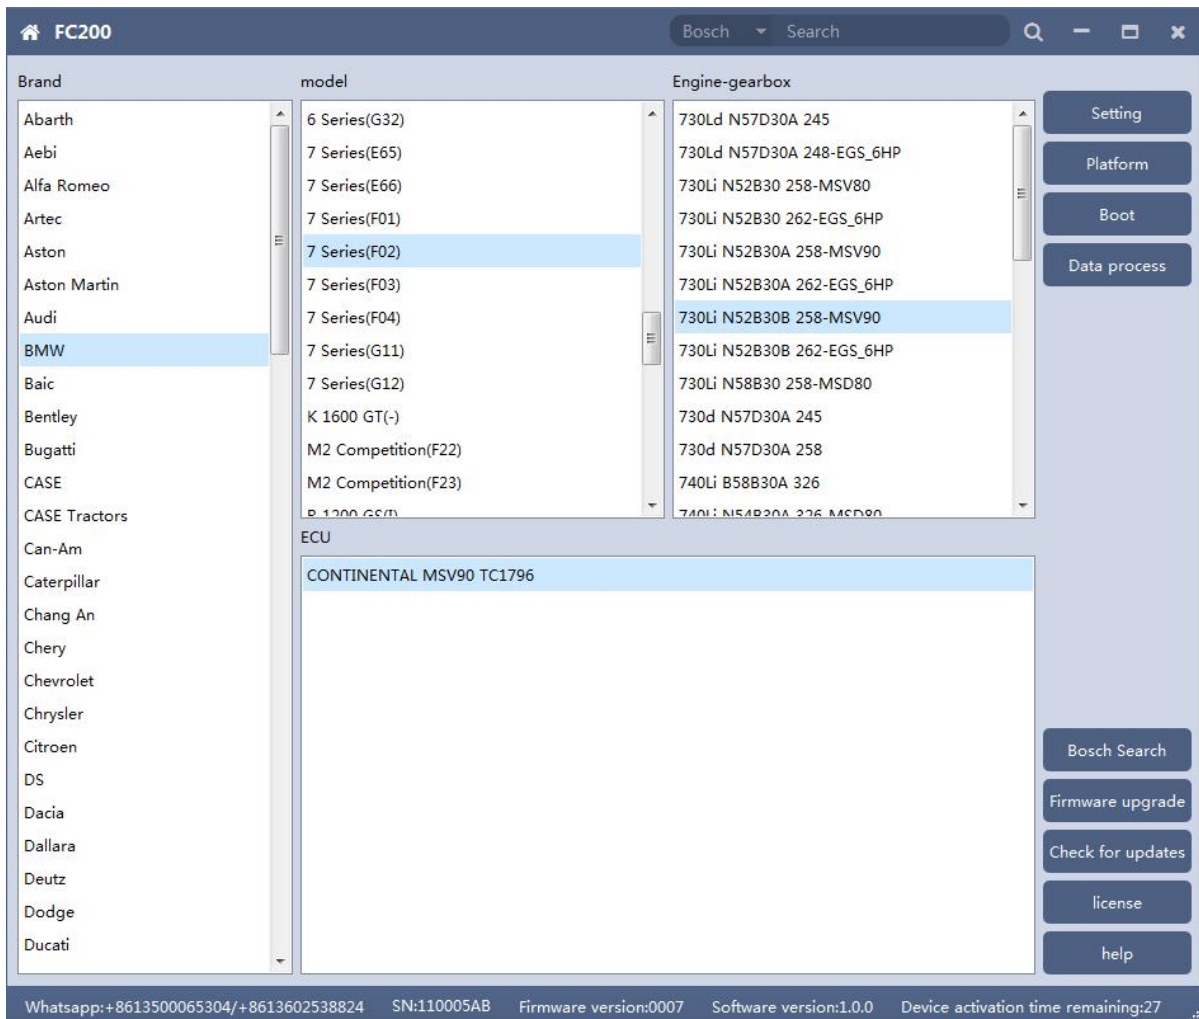 FC200
Bosch
Search
Brand
Abarth
Aebi
Alfa Romeo
Artec
Aston
Aston Martin
Audi
BMW
Baic
Bentley
Bugatti
CASE
CASE Tractors
Can-Am
Caterpillar
Chang An
Chery
Chevrolet
Chrysler
Citroen
DS
Dacia
Dallara
Deutz
Dodge
Ducati
model
6 Series(G32)
7 Series(E65)
7 Series(E66)
7 Series(F01)
7 Series(F02)
7 Series(F03)
7 Series(F04)
7 Series(G11)
7 Series(G12)
K 1600 GT(-)
M2 Competition(F22)
M2 Competition(F23)
R 1200 GS(I)
Engine-gearbox
730Ld N57D30A 245
730Ld N57D30A 248-EGS_6HP
730Li N52B30 258-MSV80
730Li N52B30 262-EGS_6HP
730Li N52B30A 258-MSV90
730Li N52B30A 262-EGS_6HP
730Li N52B30B 258-MSV90
730Li N52B30B 262-EGS_6HP
730Li N58B30 258-MSD80
730d N57D30A 245
730d N57D30A 258
740Li B58B30A 326
740Li N54B30A 326-MSD80
ECU
CONTINENTAL MSV90 TC1796
Setting
Platform
Boot
Data process
Bosch Search
Firmware upgrade
Check for updates
license
help
Whatsapp:+8613500065304/+8613602538824 SN:110005AB Firmware version:0007 Software version:1.0.0 Device activation time remaining:27